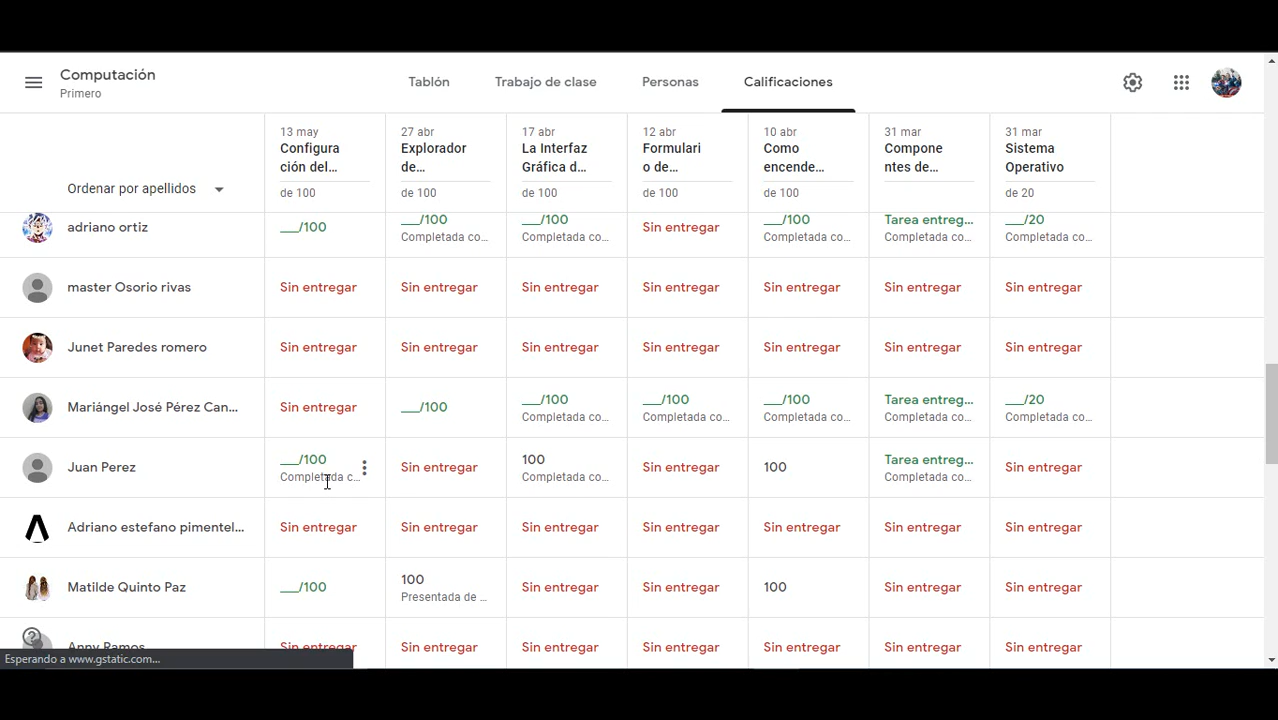 Computación
Primero
Tablón
Trabajo de clase
Personas
Calificaciones
Ordenar por apellidos
13 may
Configura
ción del...
de 100
27 abr
Explorador
de...
de 100
17 abr
La Interfaz
Gráfica d...
de 100
12 abr
Formulari
o de...
de 100
10 abr
Como
encende...
de 100
31 mar
Compone
ntes de...
31 mar
Sistema
Operativo
de 20
adriano ortiz
___/100
___/100
Completada co...
___/100
Completada co...
Sin entregar
___/100
Completada co...
Tarea entreg...
Completada co...
___/20
Completada co...
master Osorio rivas
Sin entregar
Sin entregar
Sin entregar
Sin entregar
Sin entregar
Sin entregar
Sin entregar
Junet Paredes romero
Sin entregar
Sin entregar
Sin entregar
Sin entregar
Sin entregar
Sin entregar
Sin entregar
Mariángel José Pérez Can...
Sin entregar
___/100
___/100
Completada co...
___/100
Completada co...
___/100
Completada co...
Tarea entreg...
Completada co...
___/20
Completada co...
Juan Perez
___/100
Completada c...
Sin entregar
100
Completada co...
Sin entregar
100
Tarea entreg...
Completada co...
Sin entregar
Adriano estefano pimentel...
Sin entregar
Sin entregar
Sin entregar
Sin entregar
Sin entregar
Sin entregar
Sin entregar
Matilde Quinto Paz
___/100
100
Presentada de ...
Sin entregar
Sin entregar
100
Sin entregar
Sin entregar
Anny Ramos
Sin entregar
Sin entregar
Sin entregar
Sin entregar
Sin entregar
Sin entregar
Sin entregar
Esperando a www.gstatic.com...